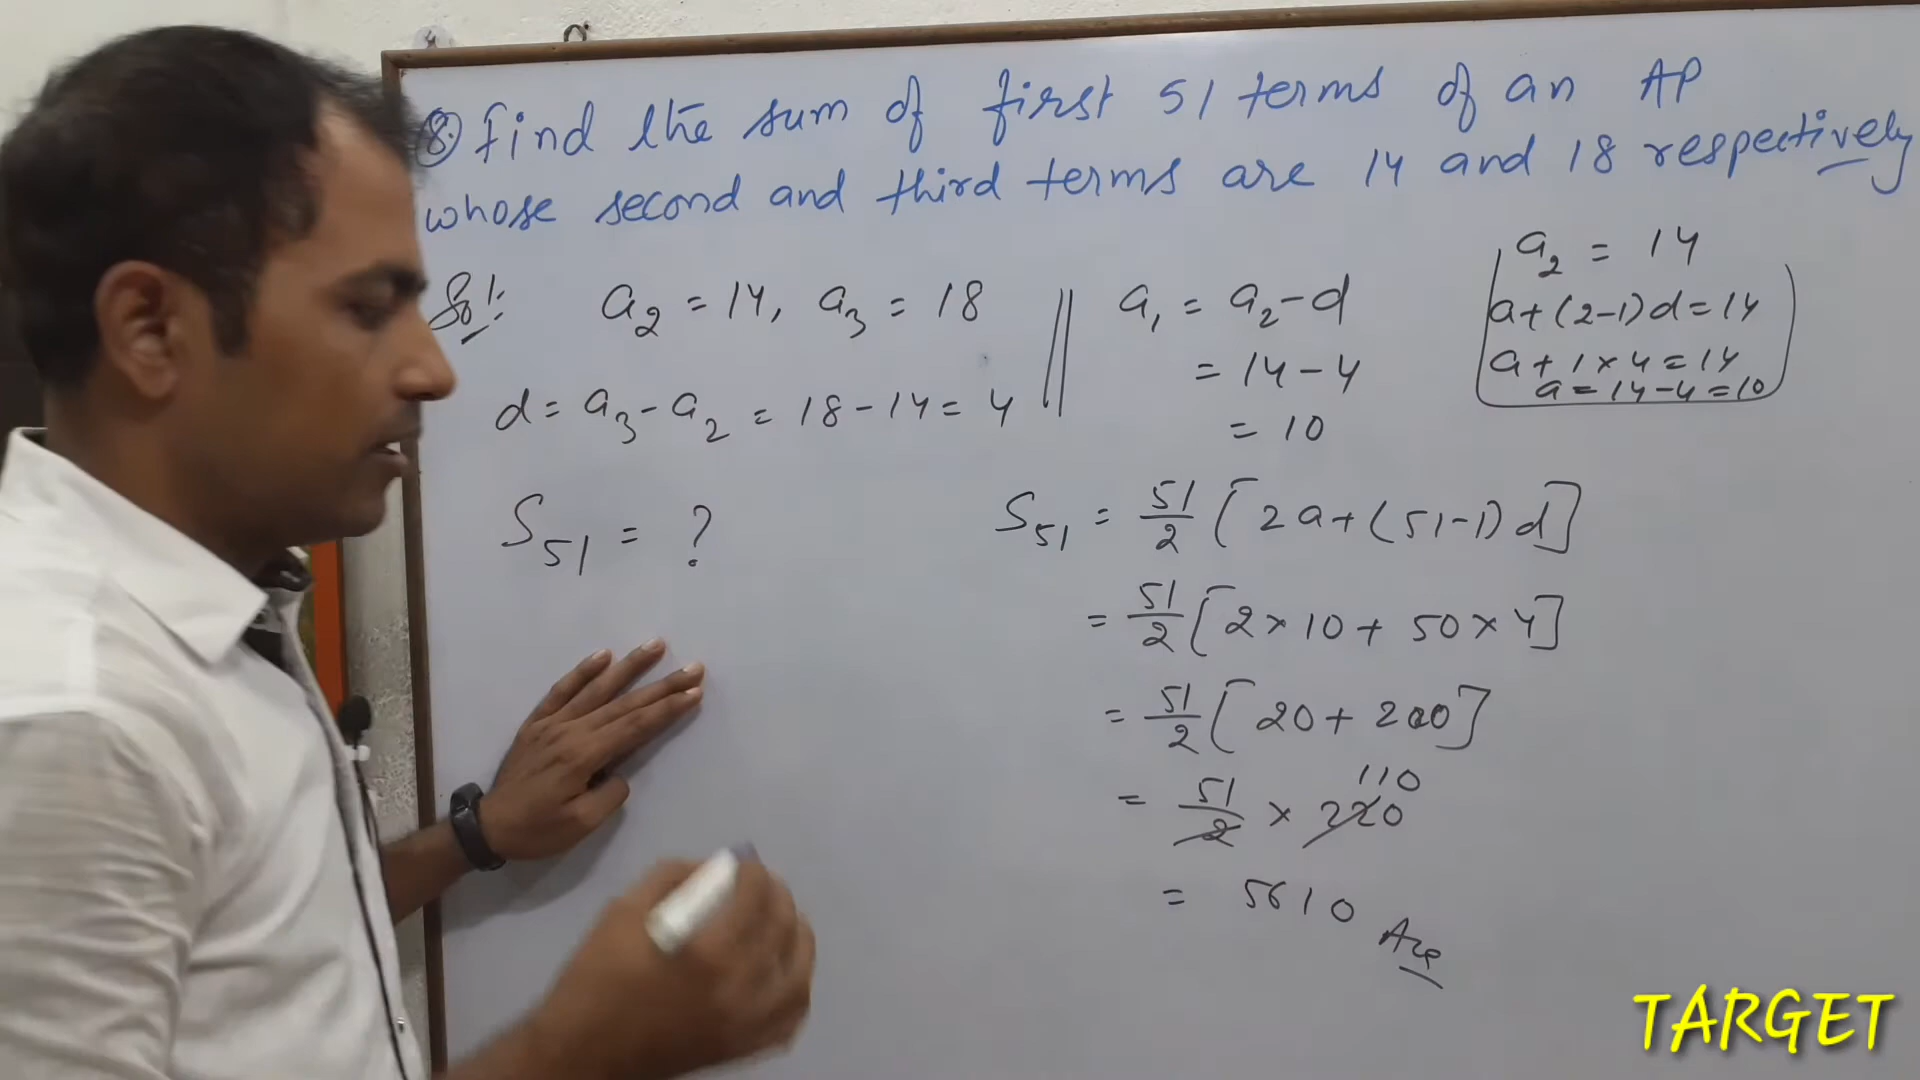 ⑧ Find the sum of first 51 terms of an AP
whose second and third terms are 14 and 18 respectively
Sol:
a₂ = 14, a₃ = 18
d = a₃ - a₂ = 18 - 14 = 4
a₁ = a₂ - d
= 14 - 4
= 10
a₂ = 14
a + (2-1)d = 14
a + 1 × 4 = 14
a = 14 - 4 = 10
S₅₁ = ?
S₅₁ = 51/2 [2a + (51-1)d]
= 51/2 [2 × 10 + 50 × 4]
= 51/2 [20 + 200]
110
= 51/2 × 220
= 5610 Ans
TARGET